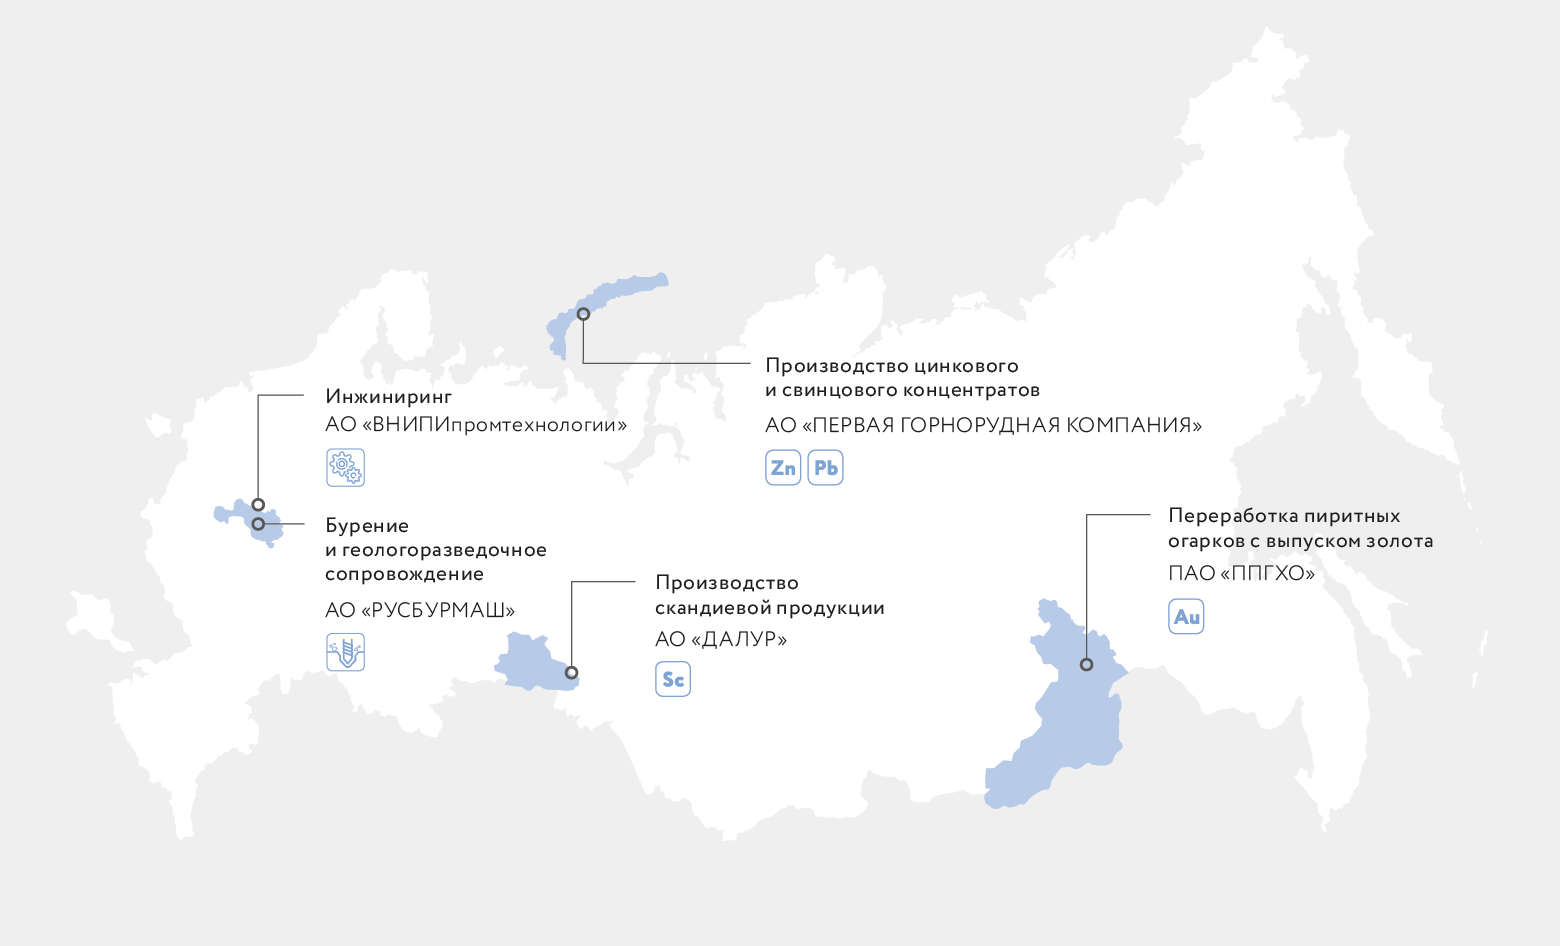 Производство цинкового
и свинцового концентратов
АО «ПЕРВАЯ ГОРНОРУДНАЯ КОМПАНИЯ»
Zn Pb
Инжиниринг
АО «ВНИПИпромтехнологии»
Бурение
и геологоразведочное
сопровождение
АО «РУСБУРМАШ»
Производство
скандиевой продукции
АО «ДАЛУР»
Sc
Переработка пиритных
огарков с выпуском золота
ПАО «ППГХО»
Au